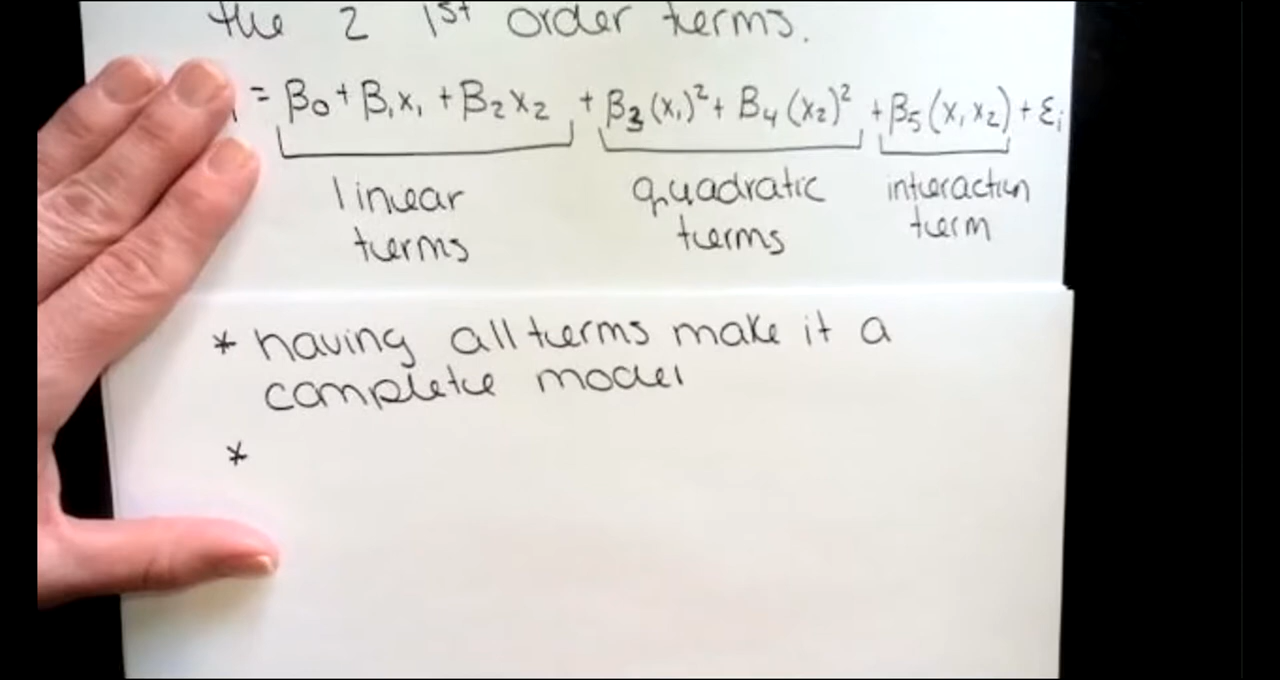 the 2 1st order terms.
= β₀ + β₁x₁ + β₂x₂ + β₃(x₁)² + β₄(x₂)² + β₅(x₁x₂) + εᵢ
linear quadratic interaction
terms terms term
* having all terms make it a
complete model
*